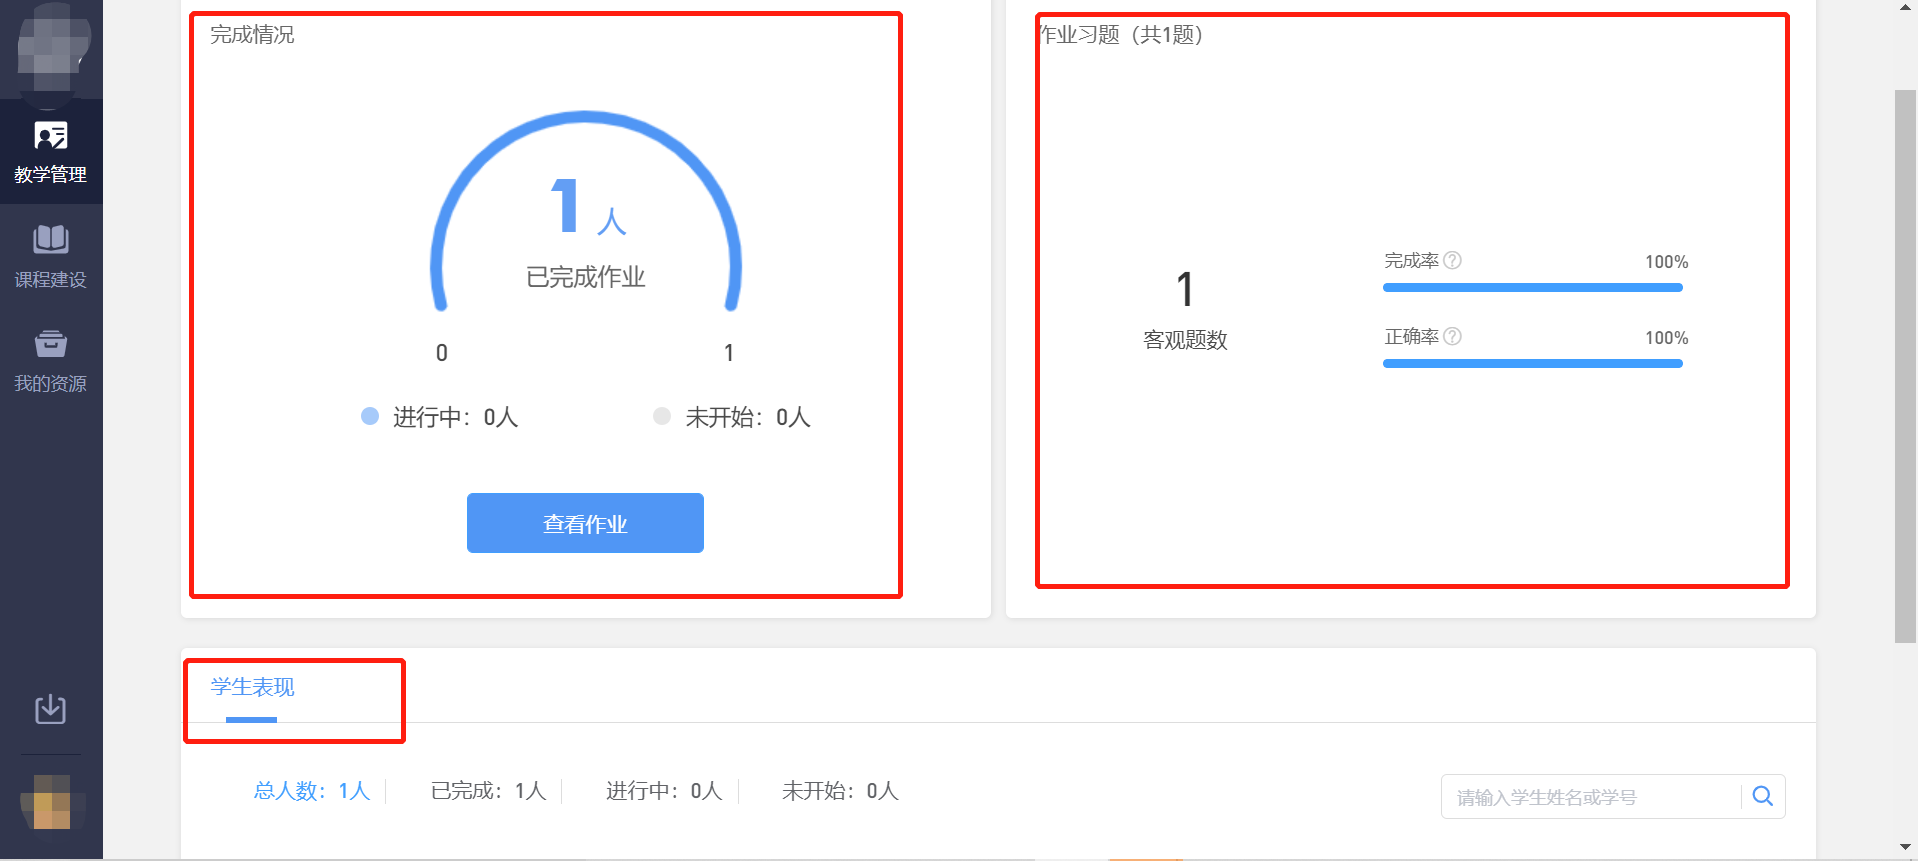 教学管理
课程建设
我的资源
完成情况
1 人
已完成作业
0
1
进行中：0人
未开始：0人
查看作业
作业习题（共1题）
1
客观题数
完成率 ? 100%
正确率 ? 100%
学生表现
总人数：1人
已完成：1人
进行中：0人
未开始：0人
请输入学生姓名或学号